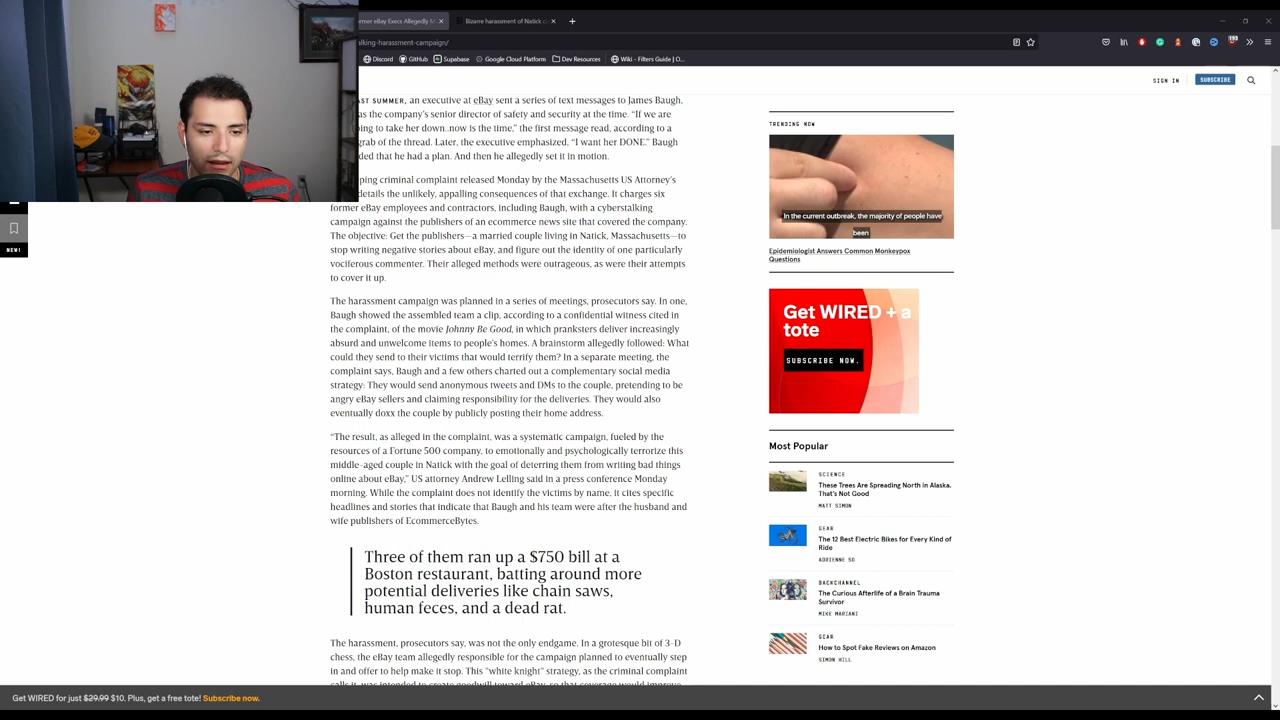 rmer eBay Execs Allegedly M
Bizarre harassment of Natick c
alking-harassment-campaign/
Discord
GitHub
Supabase
Google Cloud Platform
Dev Resources
Wiki - Filters Guide | O...
SIGN IN
SUBSCRIBE
AST SUMMER, an executive at eBay sent a series of text messages to James Baugh,
as the company's senior director of safety and security at the time. “If we are
ing to take her down..now is the time,” the first message read, according to a
grab of the thread. Later, the executive emphasized, “I want her DONE.” Baugh
ded that he had a plan. And then he allegedly set it in motion.
ping criminal complaint released Monday by the Massachusetts US Attorney's
details the unlikely, appalling consequences of that exchange. It charges six
former eBay employees and contractors, including Baugh, with a cyberstalking
campaign against the publishers of an ecommerce news site that covered the company.
The objective: Get the publishers—a married couple living in Natick, Massachusetts—to
stop writing negative stories about eBay, and figure out the identity of one particularly
vociferous commenter. Their alleged methods were outrageous, as were their attempts
to cover it up.
The harassment campaign was planned in a series of meetings, prosecutors say. In one,
Baugh showed the assembled team a clip, according to a confidential witness cited in
the complaint, of the movie Johnny Be Good, in which pranksters deliver increasingly
absurd and unwelcome items to people's homes. A brainstorm allegedly followed: What
could they send to their victims that would terrify them? In a separate meeting, the
complaint says, Baugh and a few others charted out a complementary social media
strategy: They would send anonymous tweets and DMs to the couple, pretending to be
angry eBay sellers and claiming responsibility for the deliveries. They would also
eventually doxx the couple by publicly posting their home address.
“The result, as alleged in the complaint, was a systematic campaign, fueled by the
resources of a Fortune 500 company, to emotionally and psychologically terrorize this
middle-aged couple in Natick with the goal of deterring them from writing bad things
online about eBay,” US attorney Andrew Lelling said in a press conference Monday
morning. While the complaint does not identify the victims by name, it cites specific
headlines and stories that indicate that Baugh and his team were after the husband and
wife publishers of EcommerceBytes.
Three of them ran up a $750 bill at a
Boston restaurant, batting around more
potential deliveries like chain saws,
human feces, and a dead rat.
The harassment, prosecutors say, was not the only endgame. In a grotesque bit of 3-D
chess, the eBay team allegedly responsible for the campaign planned to eventually step
in and offer to help make it stop. This “white knight” strategy, as the criminal complaint
calls it, was intended to create goodwill toward eBay, so that coverage would improve
NEW!
TRENDING NOW
In the current outbreak, the majority of people have
been
Epidemiologist Answers Common Monkeypox
Questions
Get WIRED + a
tote
SUBSCRIBE NOW.
Most Popular
SCIENCE
These Trees Are Spreading North in Alaska.
That's Not Good
MATT SIMON
GEAR
The 12 Best Electric Bikes for Every Kind of
Ride
ADRIENNE SO
BACKCHANNEL
The Curious Afterlife of a Brain Trauma
Survivor
MIKE MARIANI
GEAR
How to Spot Fake Reviews on Amazon
SIMON HILL
Get WIRED for just $29.99 $10. Plus, get a free tote! Subscribe now.